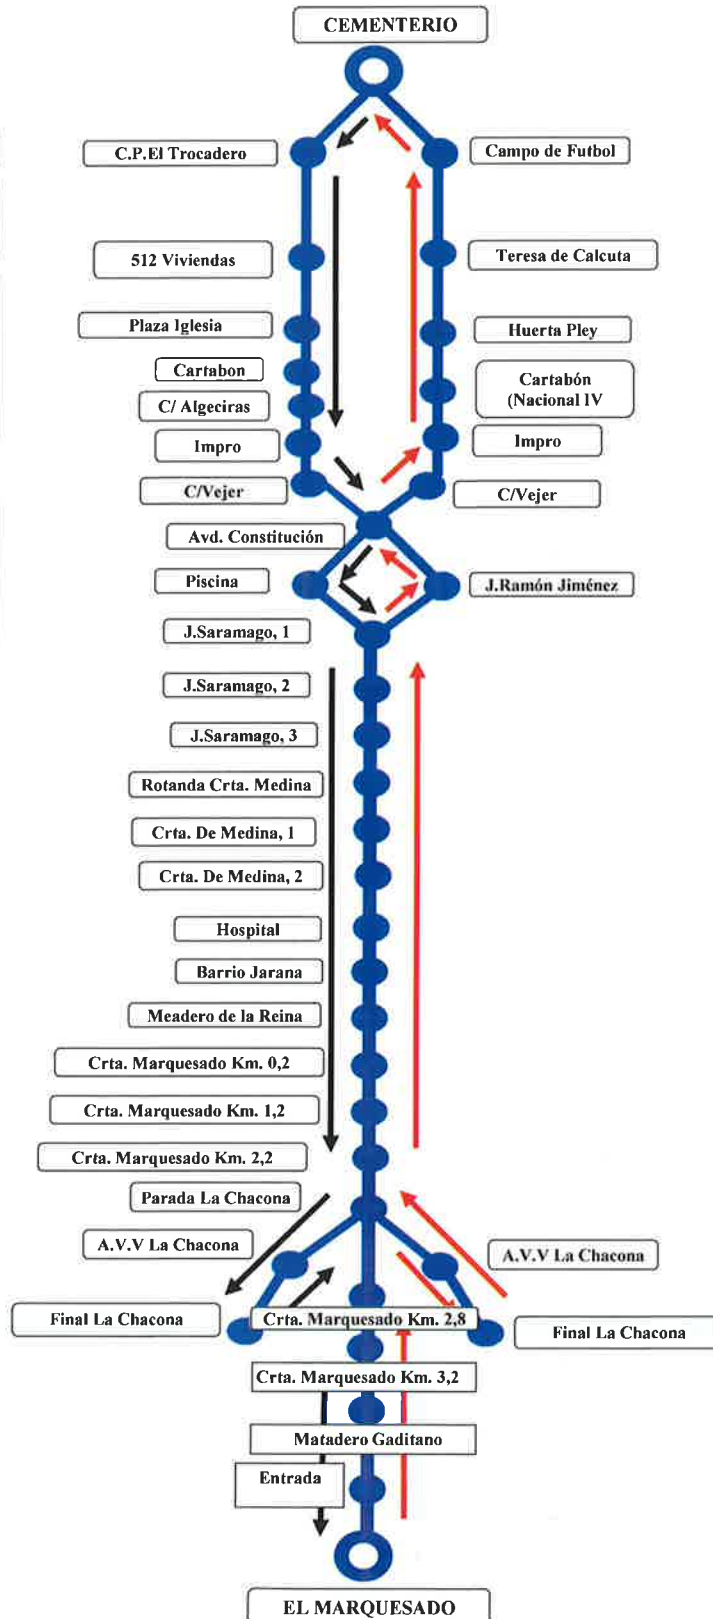 CEMENTERIO
C.P.El Trocadero
Campo de Futbol
512 Viviendas
Teresa de Calcuta
Plaza Iglesia
Huerta Pley
Cartabon
Cartabón
(Nacional IV
C/ Algeciras
Impro
Impro
C/Vejer
C/Vejer
Avd. Constitución
Piscina
J.Ramón Jiménez
J.Saramago, 1
J.Saramago, 2
J.Saramago, 3
Rotanda Crta. Medina
Crta. De Medina, 1
Crta. De Medina, 2
Hospital
Barrio Jarana
Meadero de la Reina
Crta. Marquesado Km. 0,2
Crta. Marquesado Km. 1,2
Crta. Marquesado Km. 2,2
Parada La Chacona
A.V.V La Chacona
A.V.V La Chacona
Final La Chacona
Crta. Marquesado Km. 2,8
Final La Chacona
Crta. Marquesado Km. 3,2
Matadero Gaditano
Entrada
EL MARQUESADO